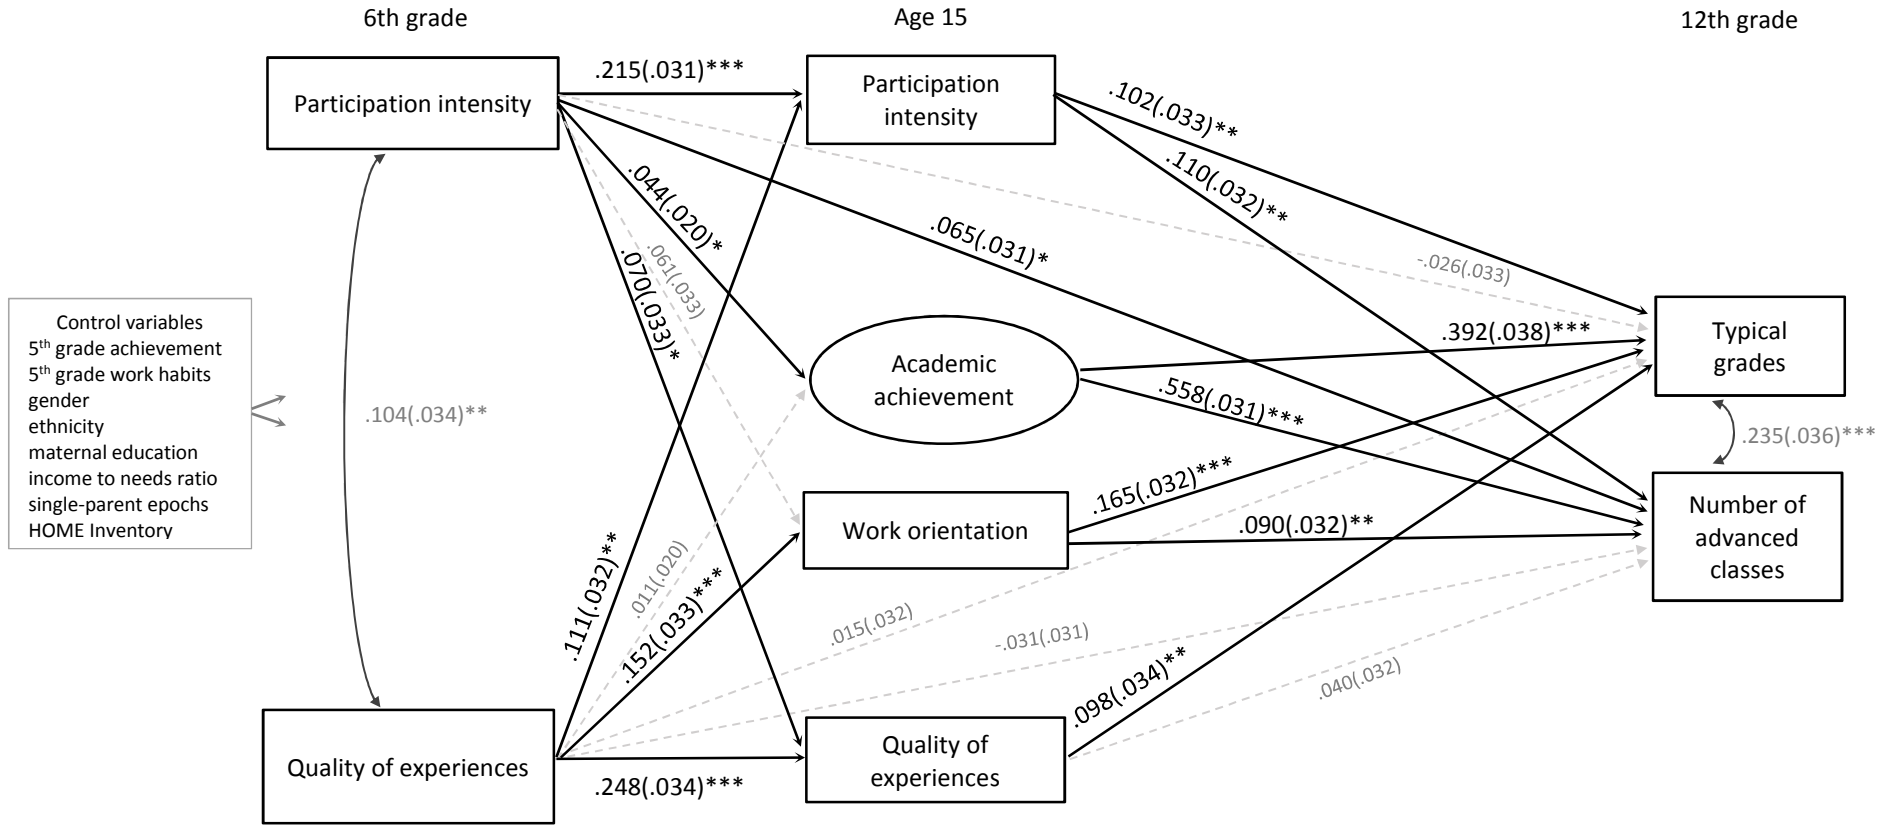 6th grade
Age 15
12th grade
Participation intensity
.215(.031)***
Participation
intensity
.102(.033)**
.110(.032)**
.044(.020)*
.061(.033)
.070(.033)*
.065(.031)*
-.026(.033)
Control variables
5th grade achievement
5th grade work habits
gender
ethnicity
maternal education
income to needs ratio
single-parent epochs
HOME Inventory
.104(.034)**
Academic
achievement
.392(.038)***
.558(.031)***
Typical
grades
.235(.036)***
Work orientation
.165(.032)***
.090(.032)**
Number of
advanced
classes
.111(.032)**
.011(.020)
.152(.033)***
.015(.032)
-.031(.031)
.040(.032)
.098(.034)**
Quality of experiences
.248(.034)***
Quality of
experiences